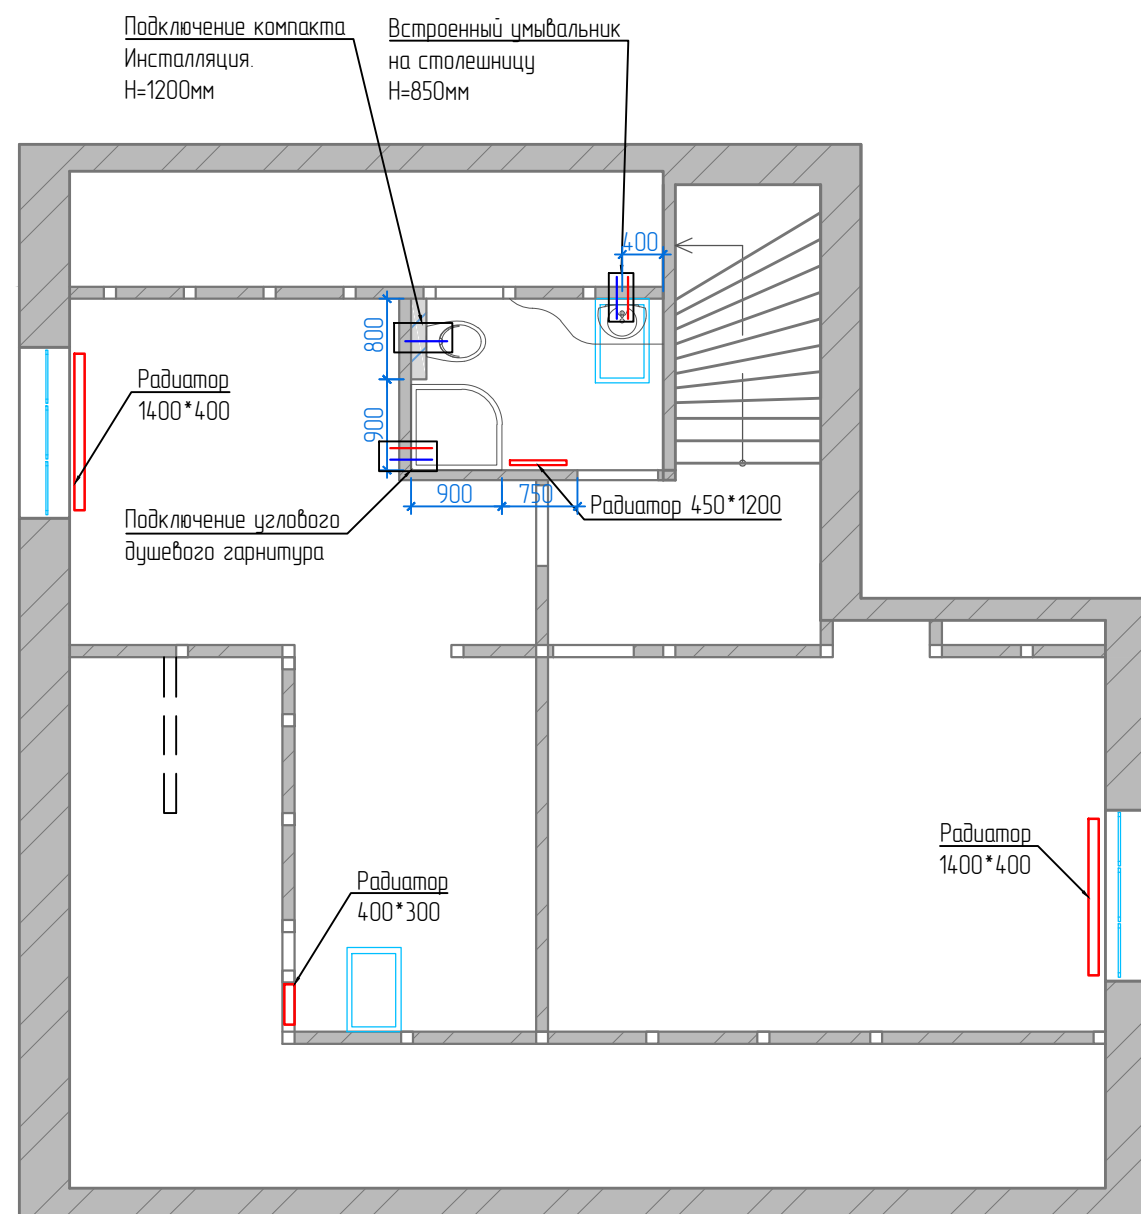 Подключение компакта
Инсталляция.
Н=1200мм
Встроенный умывальник
на столешницу
Н=850мм
400
800
900
Радиатор
1400*400
900
750
Радиатор 450*1200
Подключение углового
душевого гарнитура
Радиатор
1400*400
Радиатор
400*300